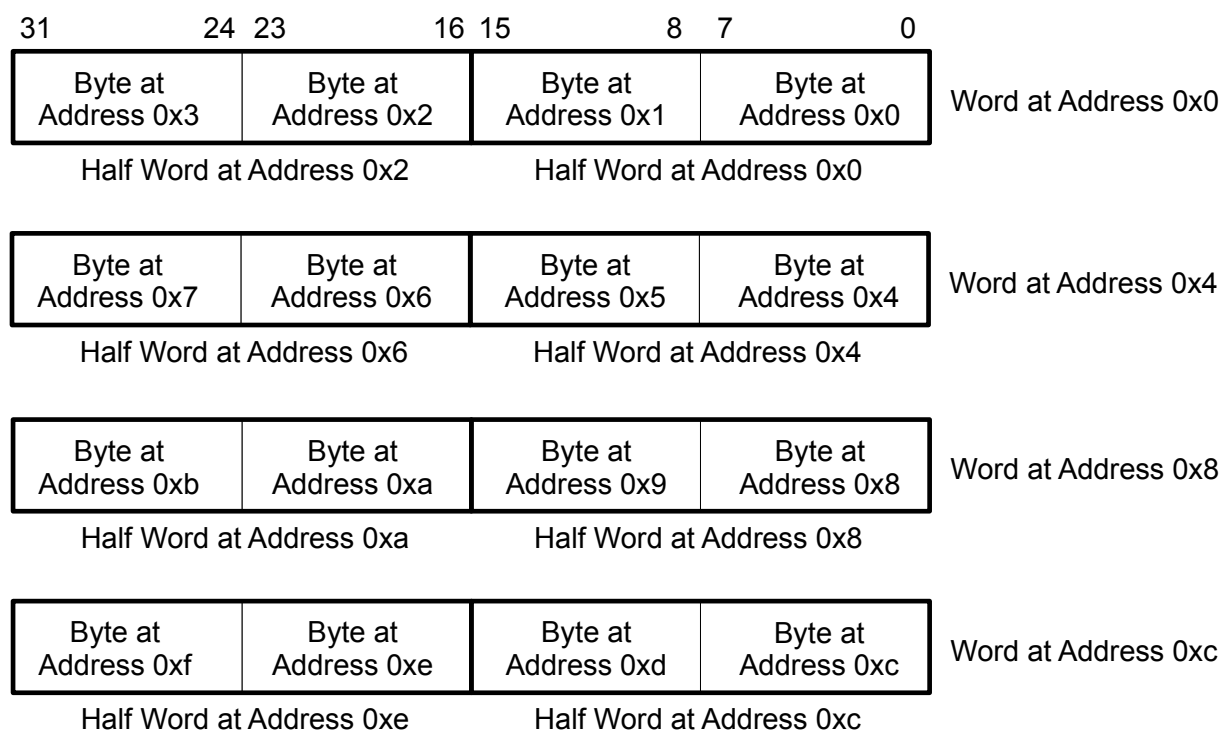 31 24 23 16 15 8 7 0
Byte at Address 0x3
Byte at Address 0x2
Byte at Address 0x1
Byte at Address 0x0
Word at Address 0x0
Half Word at Address 0x2
Half Word at Address 0x0
Byte at Address 0x7
Byte at Address 0x6
Byte at Address 0x5
Byte at Address 0x4
Word at Address 0x4
Half Word at Address 0x6
Half Word at Address 0x4
Byte at Address 0xb
Byte at Address 0xa
Byte at Address 0x9
Byte at Address 0x8
Word at Address 0x8
Half Word at Address 0xa
Half Word at Address 0x8
Byte at Address 0xf
Byte at Address 0xe
Byte at Address 0xd
Byte at Address 0xc
Word at Address 0xc
Half Word at Address 0xe
Half Word at Address 0xc